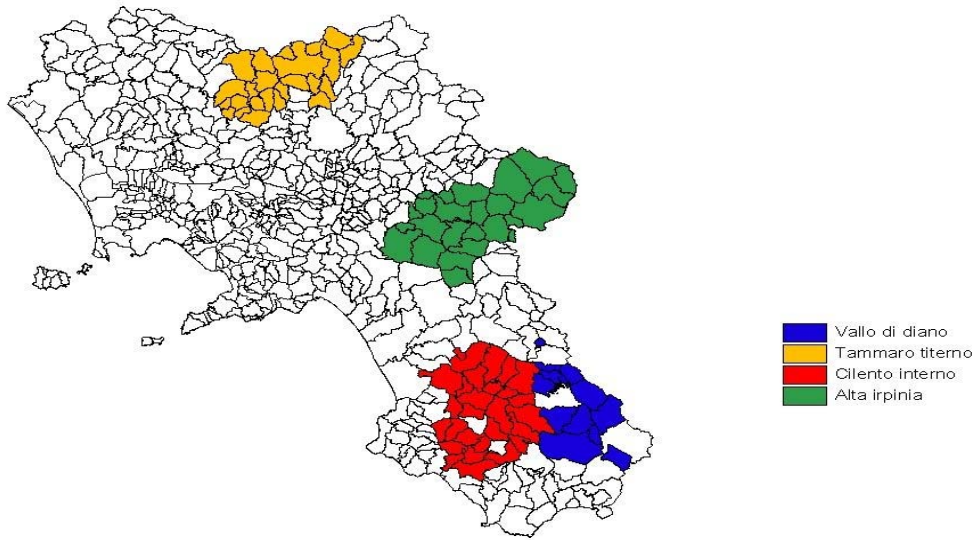 Vallo di diano
Tammaro titerno
Cilento interno
Alta irpinia